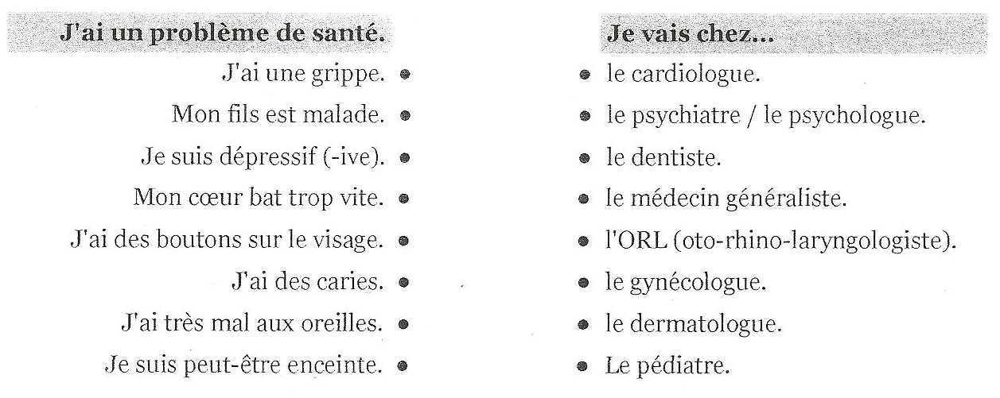 J'ai un problème de santé. Je vais chez...
J'ai une grippe. • • le cardiologue.
Mon fils est malade. • • le psychiatre / le psychologue.
Je suis dépressif (-ive). • • le dentiste.
Mon cœur bat trop vite. • • le médecin généraliste.
J'ai des boutons sur le visage. • • l'ORL (oto-rhino-laryngologiste).
J'ai des caries. • • le gynécologue.
J'ai très mal aux oreilles. • • le dermatologue.
Je suis peut-être enceinte. • • Le pédiatre.